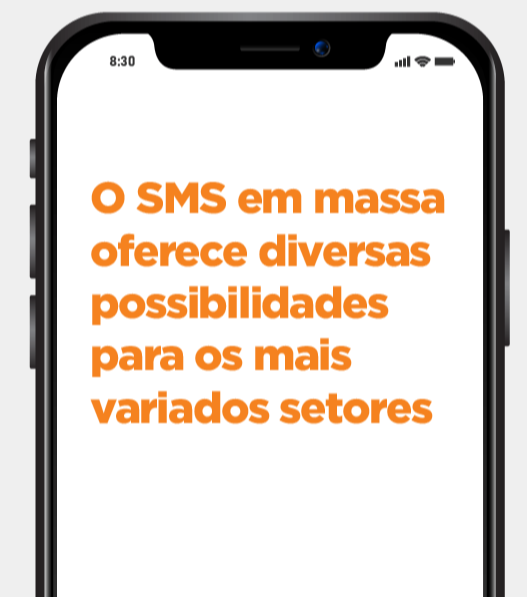 8:30
O SMS em massa
oferece diversas
possibilidades
para os mais
variados setores